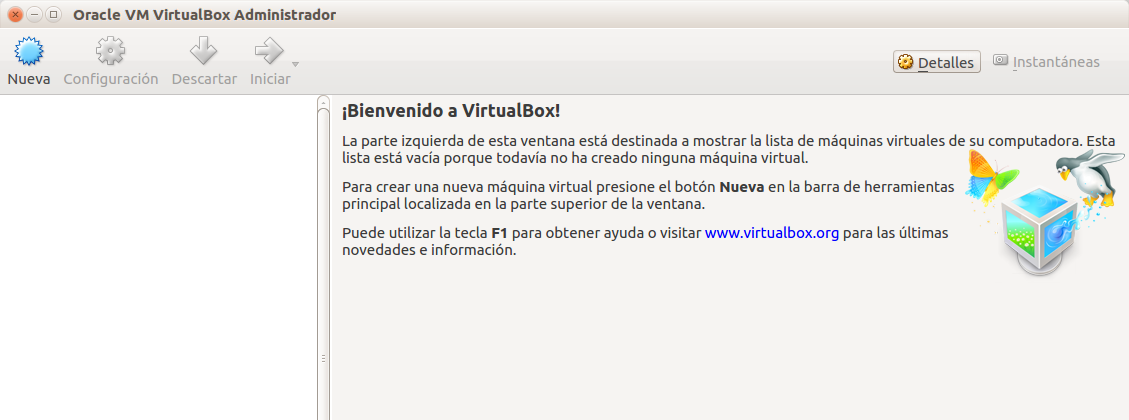 Oracle VM VirtualBox Administrador
Nueva
Configuración
Descartar
Iniciar
Detalles
Instantáneas
¡Bienvenido a VirtualBox!
La parte izquierda de esta ventana está destinada a mostrar la lista de máquinas virtuales de su computadora. Esta
lista está vacía porque todavía no ha creado ninguna máquina virtual.
Para crear una nueva máquina virtual presione el botón Nueva en la barra de herramientas
principal localizada en la parte superior de la ventana.
Puede utilizar la tecla F1 para obtener ayuda o visitar www.virtualbox.org para las últimas
novedades e información.